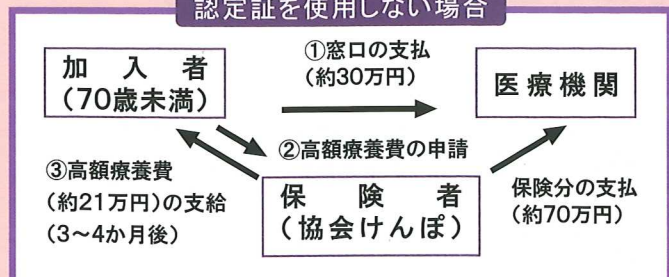 認定証を使用しない場合
①窓口の支払
(約30万円)
加入者
(70歳未満)
医療機関
②高額療養費の申請
③高額療養費
(約21万円)の支給
(3~4か月後)
保険者
(協会けんぽ)
保険分の支払
(約70万円)